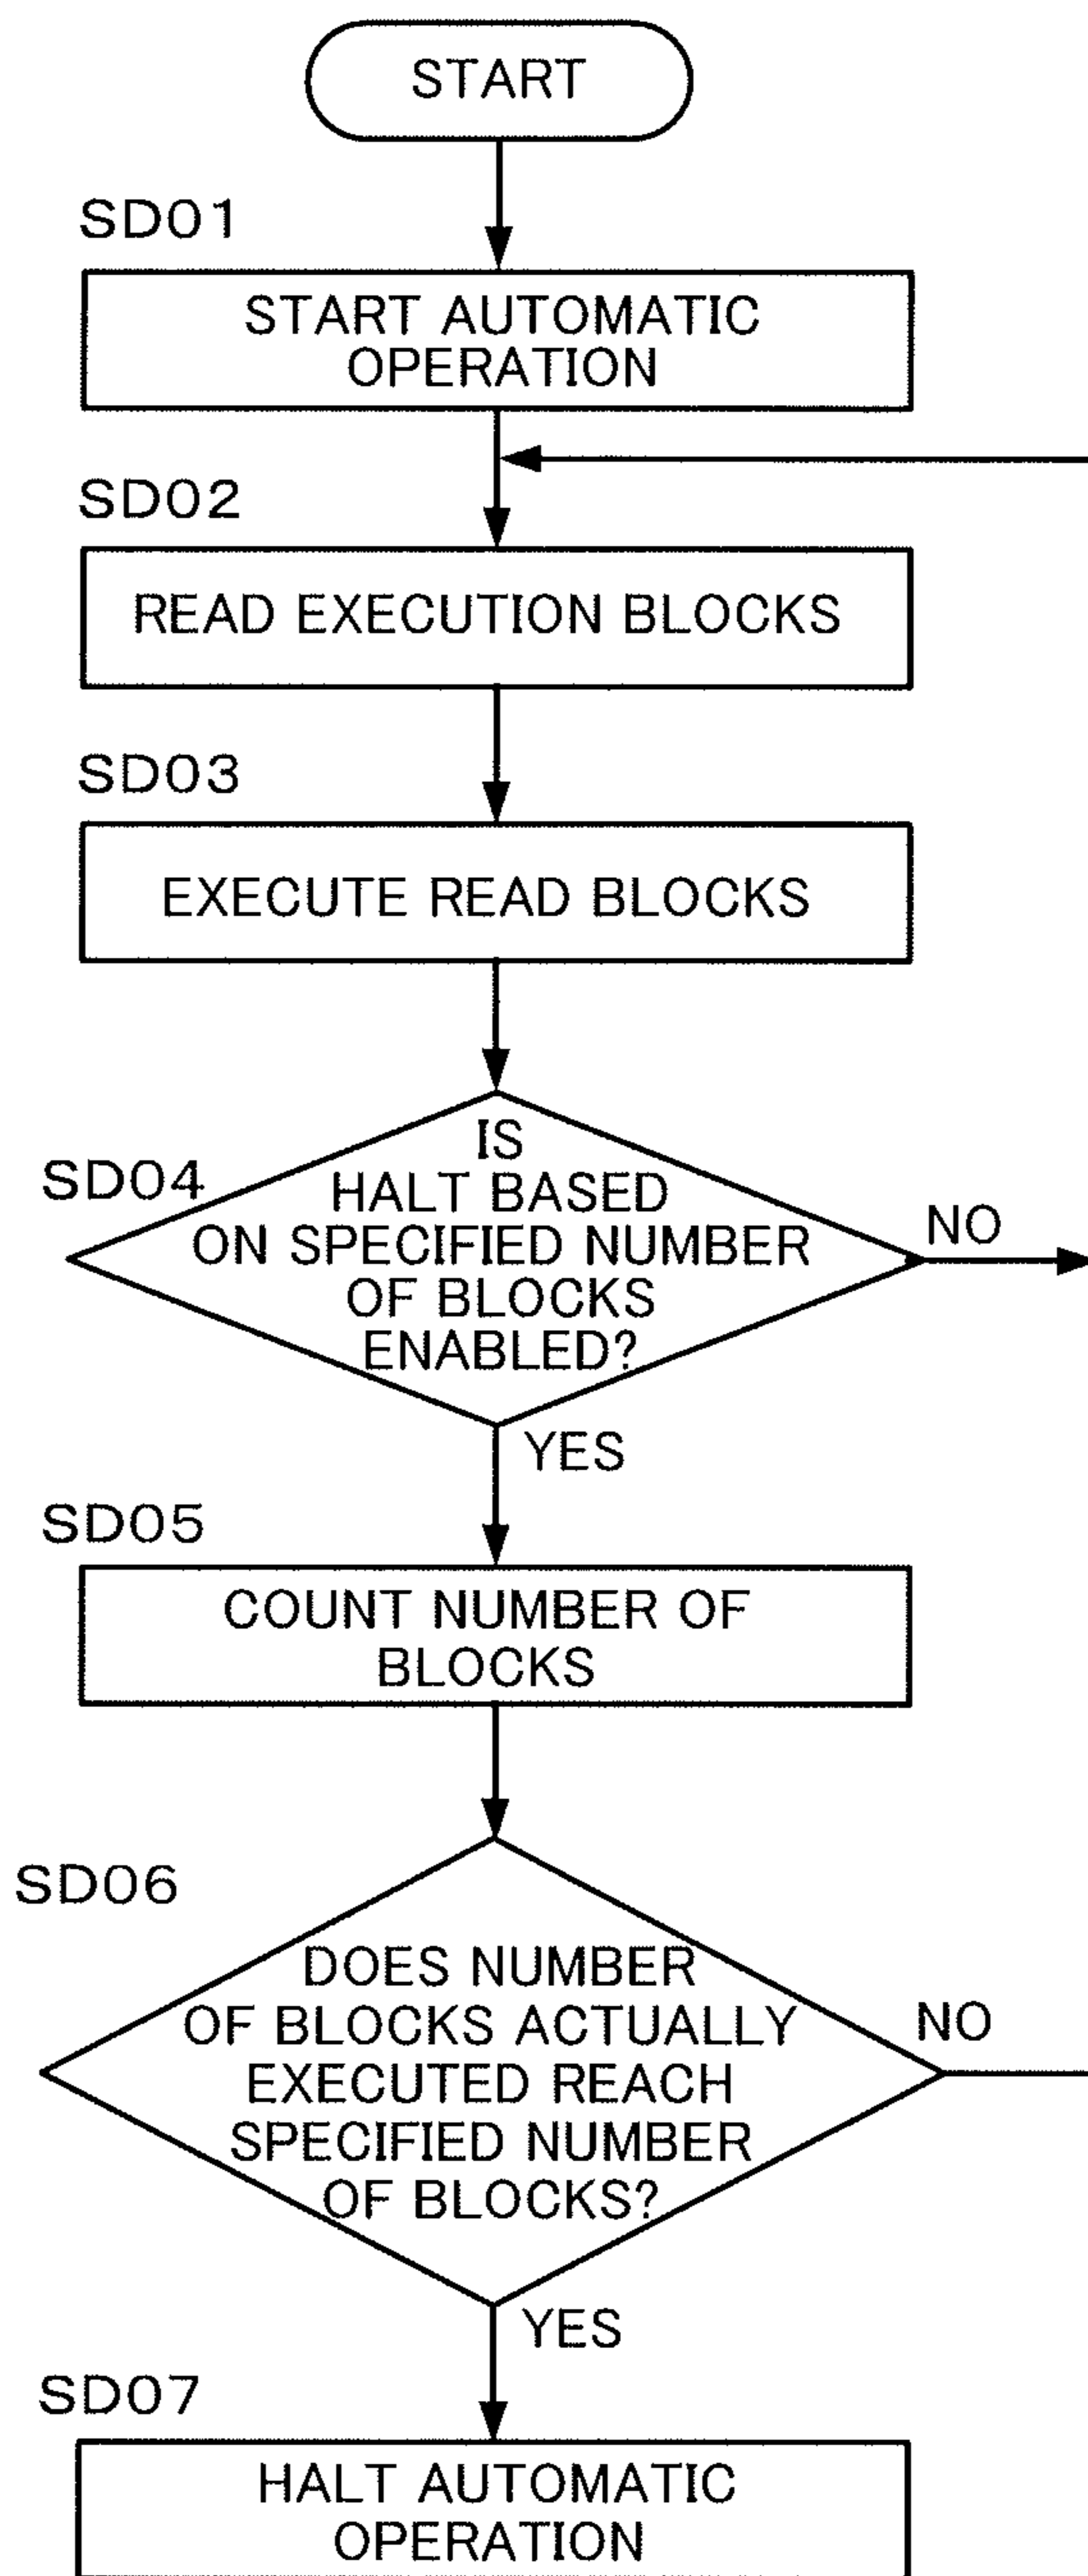 START
SD01
START AUTOMATIC
OPERATION
SD02
READ EXECUTION BLOCKS
SD03
EXECUTE READ BLOCKS
SD04
IS
HALT BASED
ON SPECIFIED NUMBER
OF BLOCKS
ENABLED?
NO
YES
SD05
COUNT NUMBER OF
BLOCKS
SD06
DOES NUMBER
OF BLOCKS ACTUALLY
EXECUTED REACH
SPECIFIED NUMBER
OF BLOCKS?
NO
YES
SD07
HALT AUTOMATIC
OPERATION